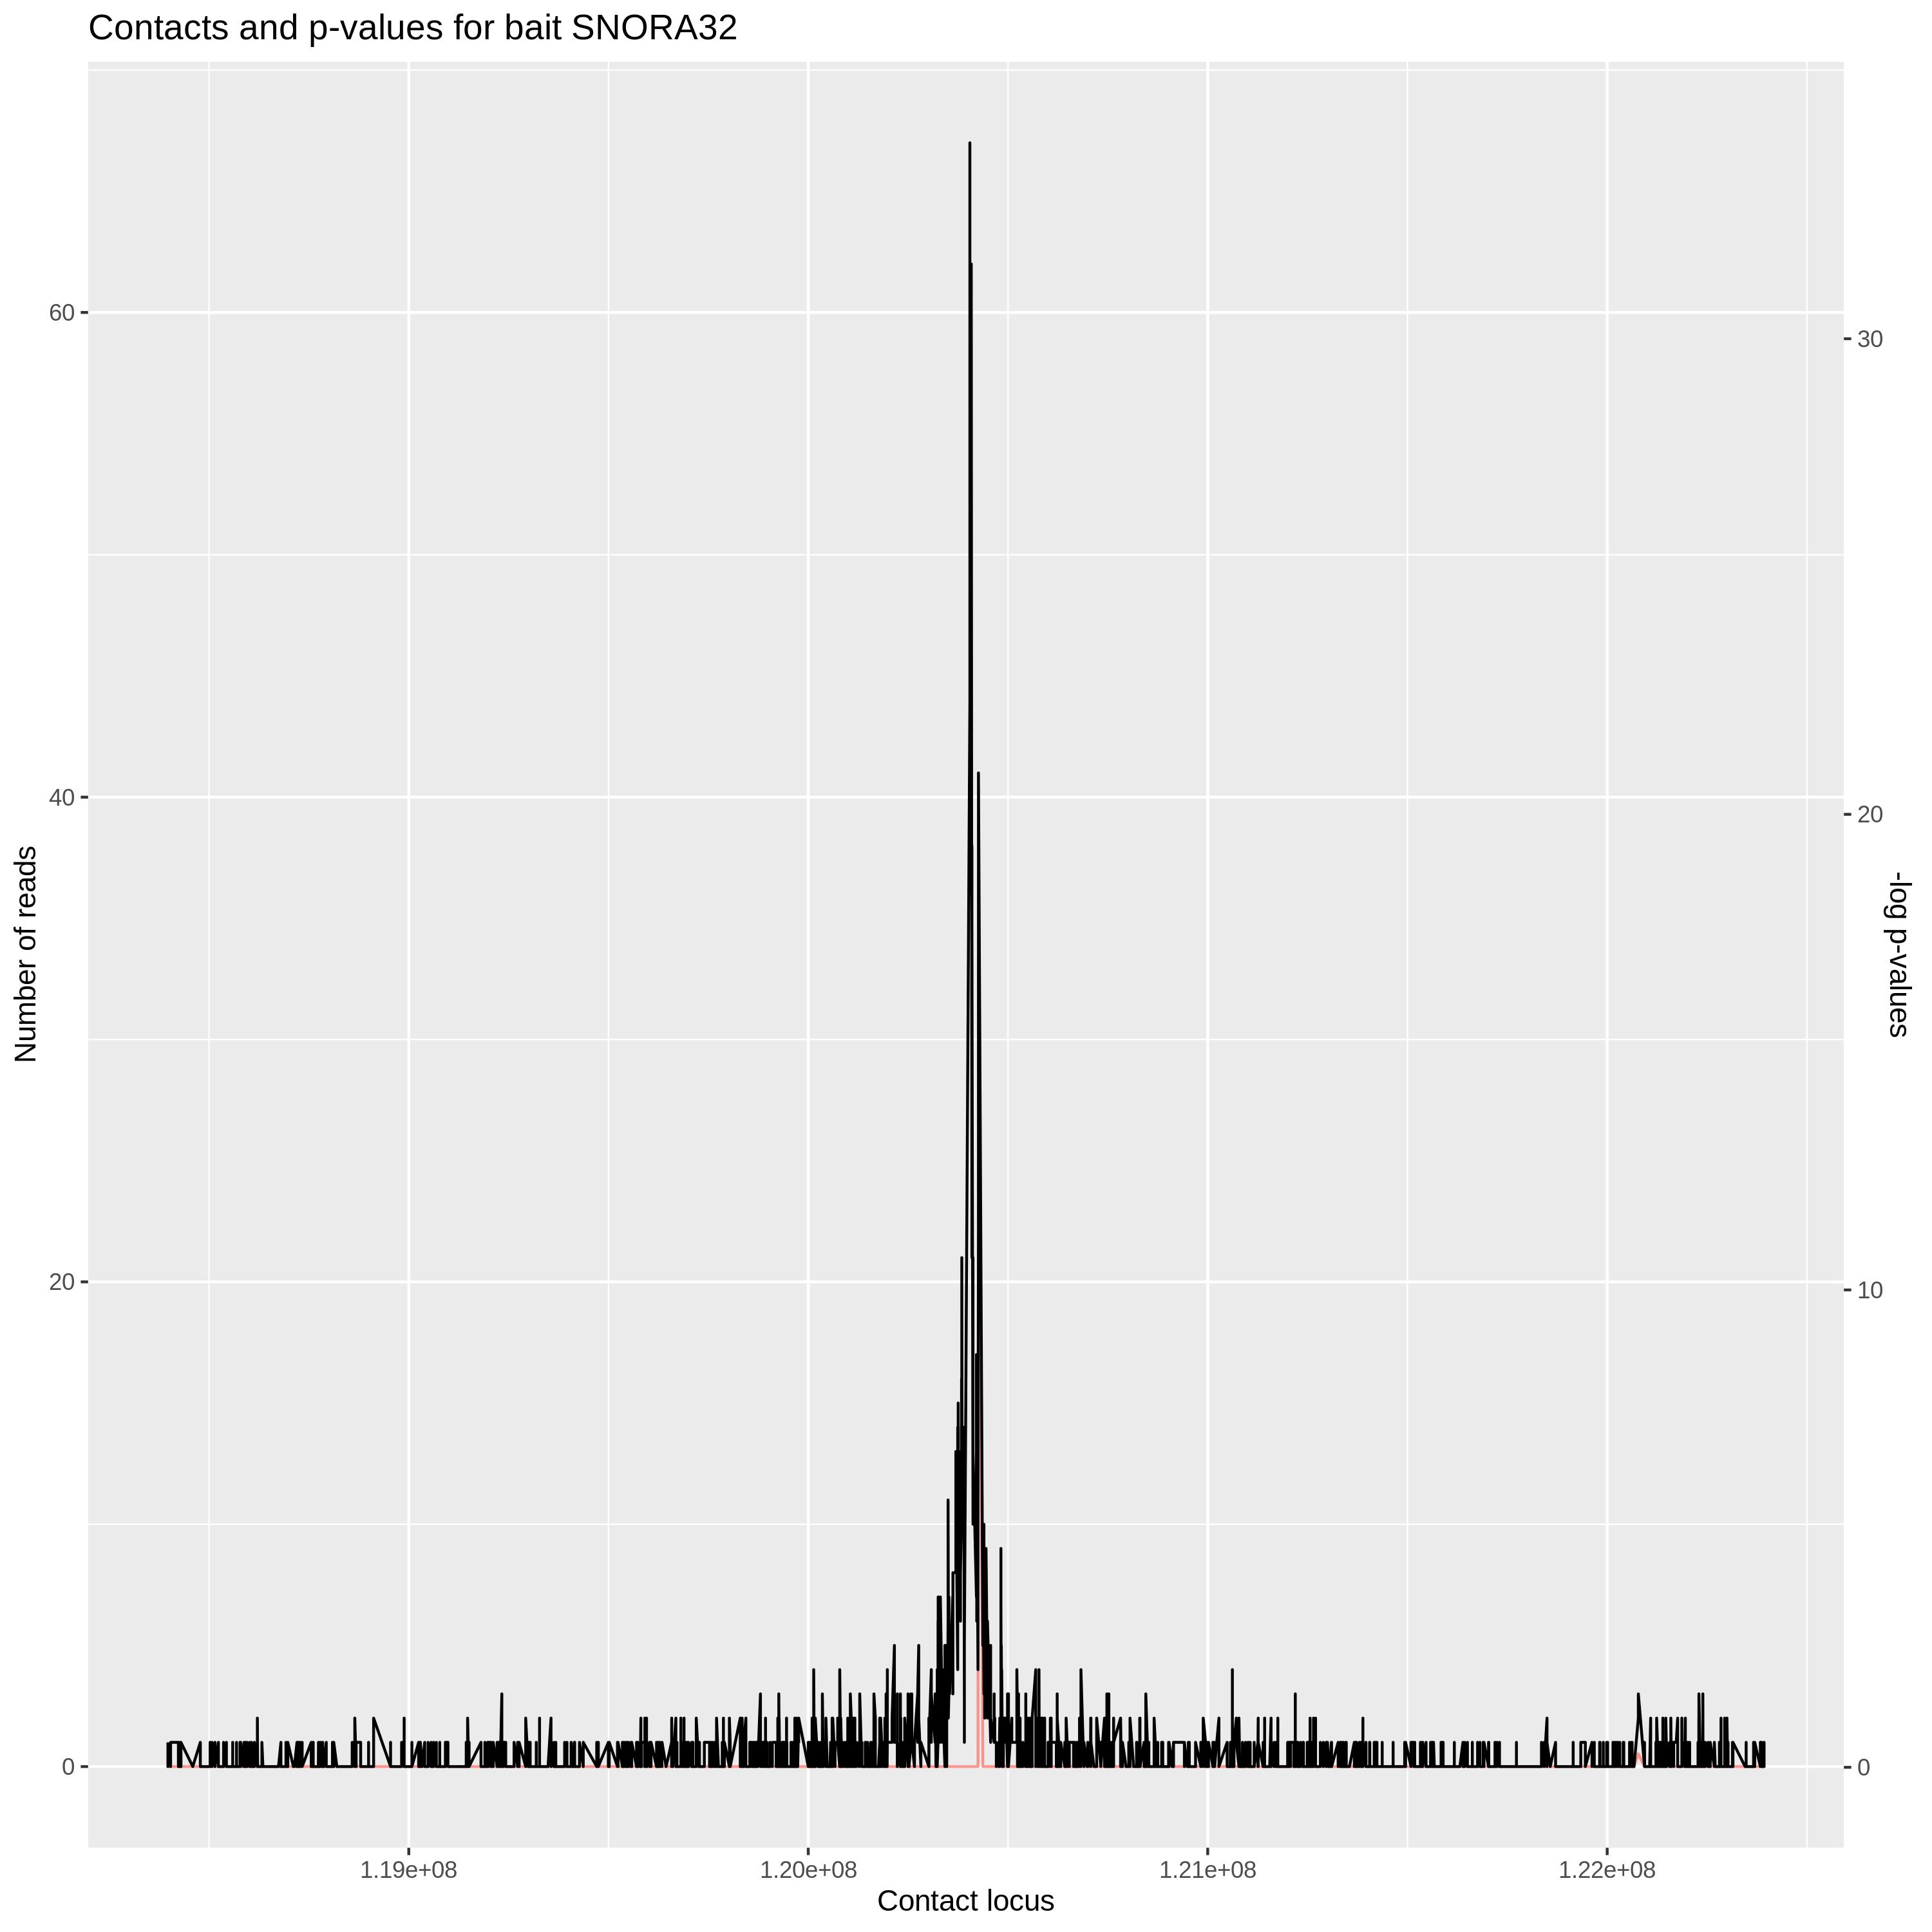 Contacts and p-values for bait SNORA32
60
40
20
0
30
20
10
0
Number of reads
-log p-values
1.19e+08
1.20e+08
1.21e+08
1.22e+08
Contact locus